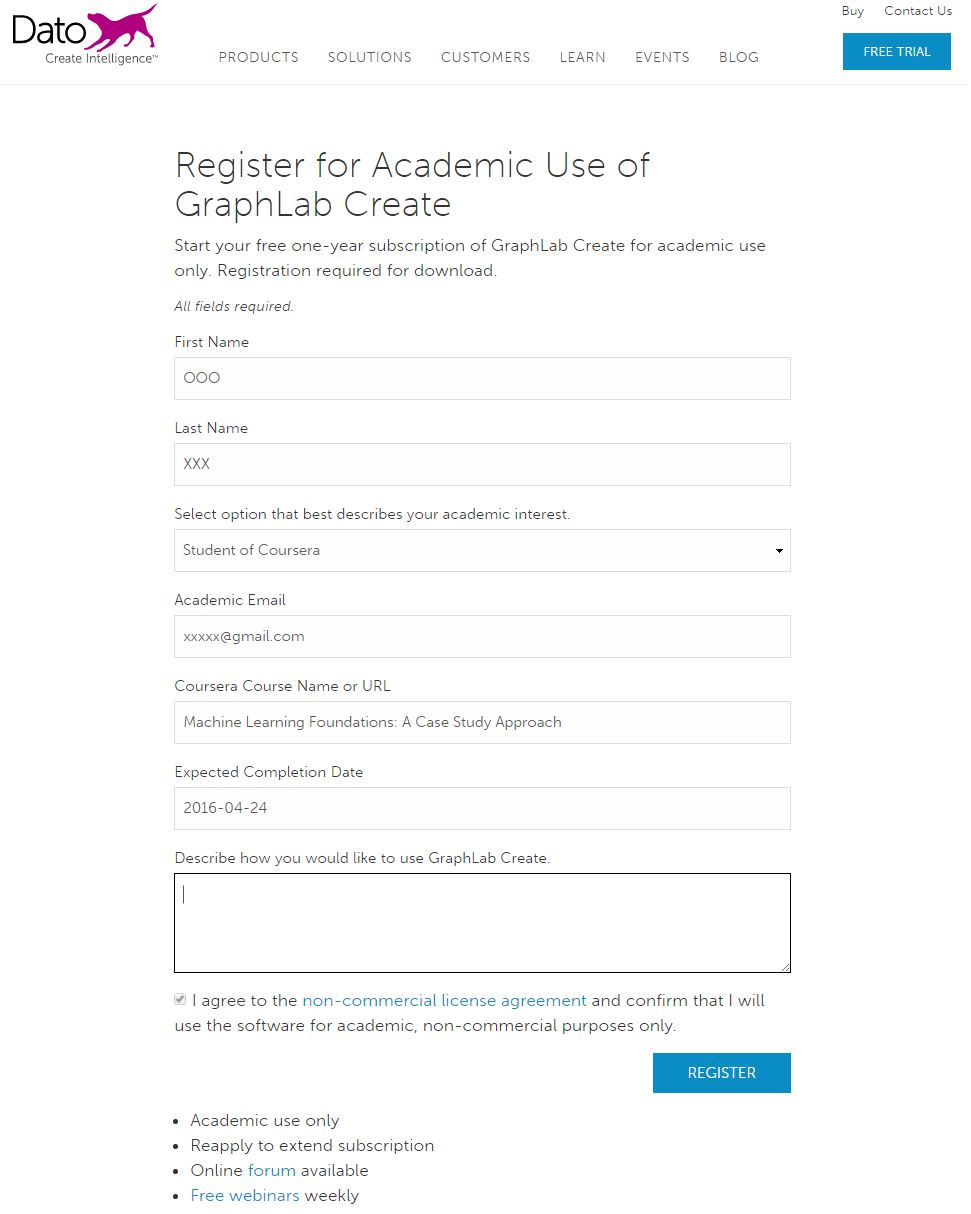 Buy Contact Us
Dato
Create Intelligence™
PRODUCTS SOLUTIONS CUSTOMERS LEARN EVENTS BLOG
FREE TRIAL
Register for Academic Use of
GraphLab Create
Start your free one-year subscription of GraphLab Create for academic use
only. Registration required for download.
All fields required.
First Name
OOO
Last Name
XXX
Select option that best describes your academic interest.
Student of Coursera
Academic Email
xxxxx@gmail.com
Coursera Course Name or URL
Machine Learning Foundations: A Case Study Approach
Expected Completion Date
2016-04-24
Describe how you would like to use GraphLab Create.
I agree to the non-commercial license agreement and confirm that I will
use the software for academic, non-commercial purposes only.
REGISTER
Academic use only
Reapply to extend subscription
Online forum available
Free webinars weekly